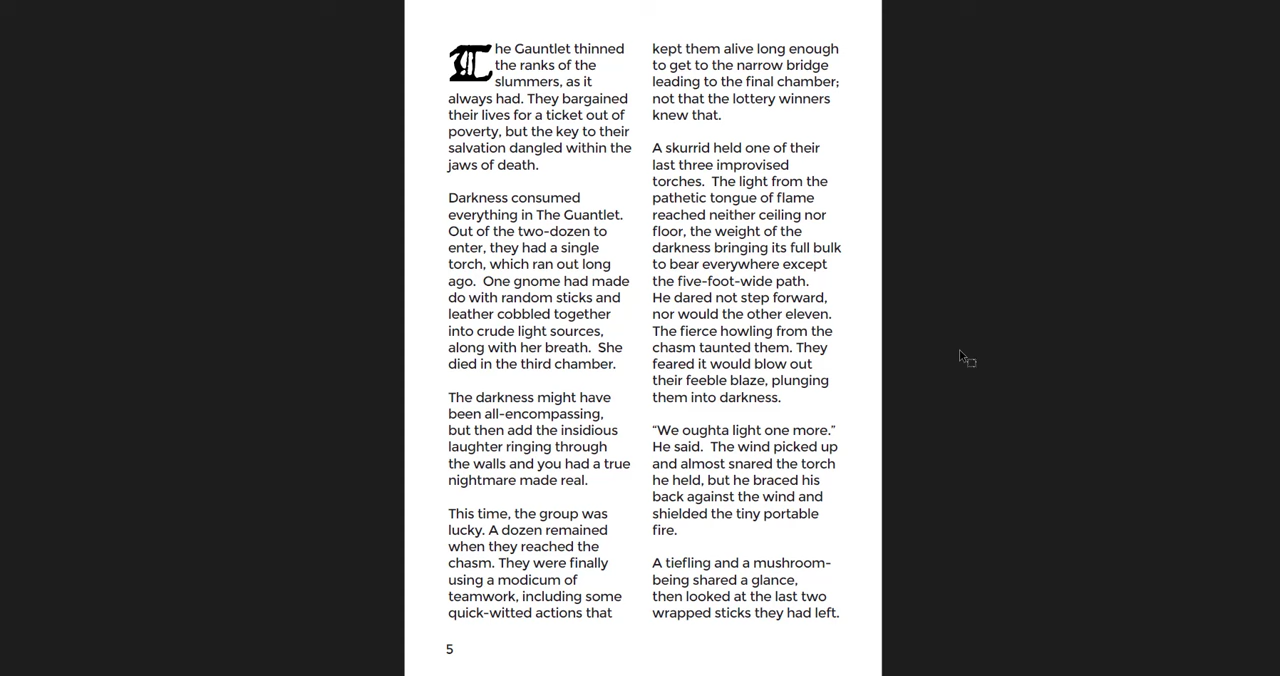 The Gauntlet thinned
the ranks of the
slummers, as it
always had. They bargained
their lives for a ticket out of
poverty, but the key to their
salvation dangled within the
jaws of death.
Darkness consumed
everything in The Guantlet.
Out of the two-dozen to
enter, they had a single
torch, which ran out long
ago.  One gnome had made
do with random sticks and
leather cobbled together
into crude light sources,
along with her breath.  She
died in the third chamber.
The darkness might have
been all-encompassing,
but then add the insidious
laughter ringing through
the walls and you had a true
nightmare made real.
This time, the group was
lucky. A dozen remained
when they reached the
chasm. They were finally
using a modicum of
teamwork, including some
quick-witted actions that
kept them alive long enough
to get to the narrow bridge
leading to the final chamber;
not that the lottery winners
knew that.
A skurrid held one of their
last three improvised
torches.  The light from the
pathetic tongue of flame
reached neither ceiling nor
floor, the weight of the
darkness bringing its full bulk
to bear everywhere except
the five-foot-wide path.
He dared not step forward,
nor would the other eleven.
The fierce howling from the
chasm taunted them. They
feared it would blow out
their feeble blaze, plunging
them into darkness.
“We oughta light one more.”
He said.  The wind picked up
and almost snared the torch
he held, but he braced his
back against the wind and
shielded the tiny portable
fire.
A tiefling and a mushroom-
being shared a glance,
then looked at the last two
wrapped sticks they had left.
5